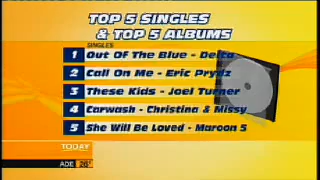 TOP 5 SINGLES
& TOP 5 ALBUMS
SINGLES
1 Out Of The Blue - Delta
2 Call On Me - Eric Prydz
3 These Kids - Joel Turner
4 Carwash - Christina & Missy
5 She Will Be Loved - Maroon 5
TODAY
ADE 20°